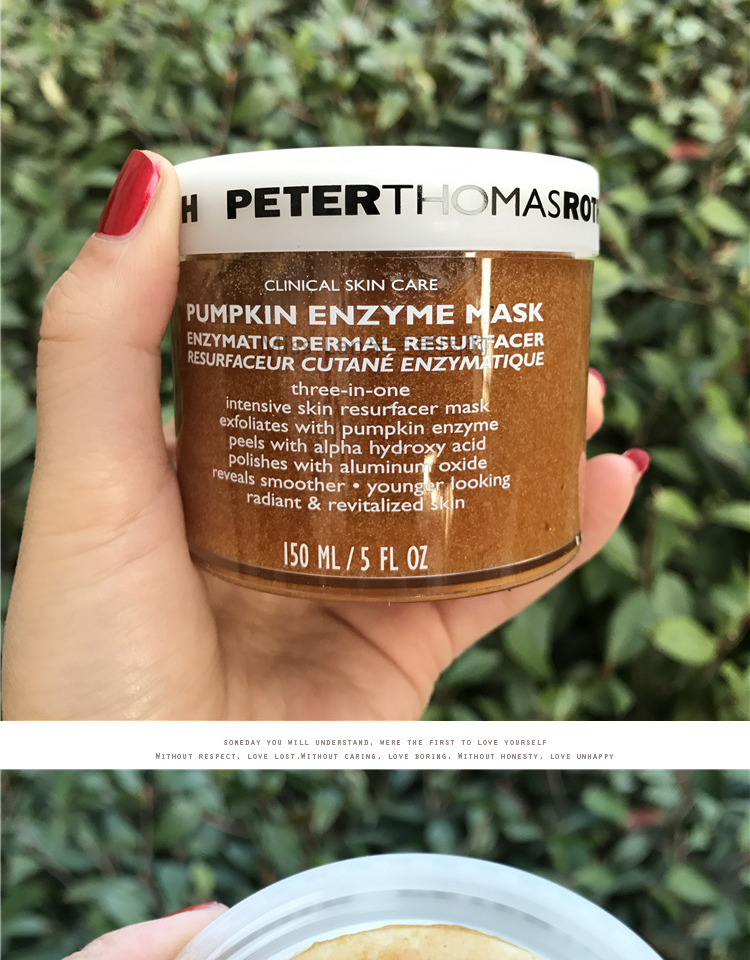 H PETERTHOMASROT
CLINICAL SKIN CARE
PUMPKIN ENZYME MASK
ENZYMATIC DERMAL RESURFACER
RESURFACEUR CUTANÉ ENZYMATIQUE
three-in-one
intensive skin resurfacer mask
exfoliates with pumpkin enzyme
peels with alpha hydroxy acid
polishes with aluminum oxide
reveals smoother • younger looking
radiant & revitalized skin
150 ML / 5 FL OZ
SOMEDAY YOU WILL UNDERSTAND, WERE THE FIRST TO LOVE YOURSELF
WITHOUT RESPECT, LOVE LOST.WITHOUT CARING, LOVE BORING. WITHOUT HONESTY, LOVE UNHAPPY